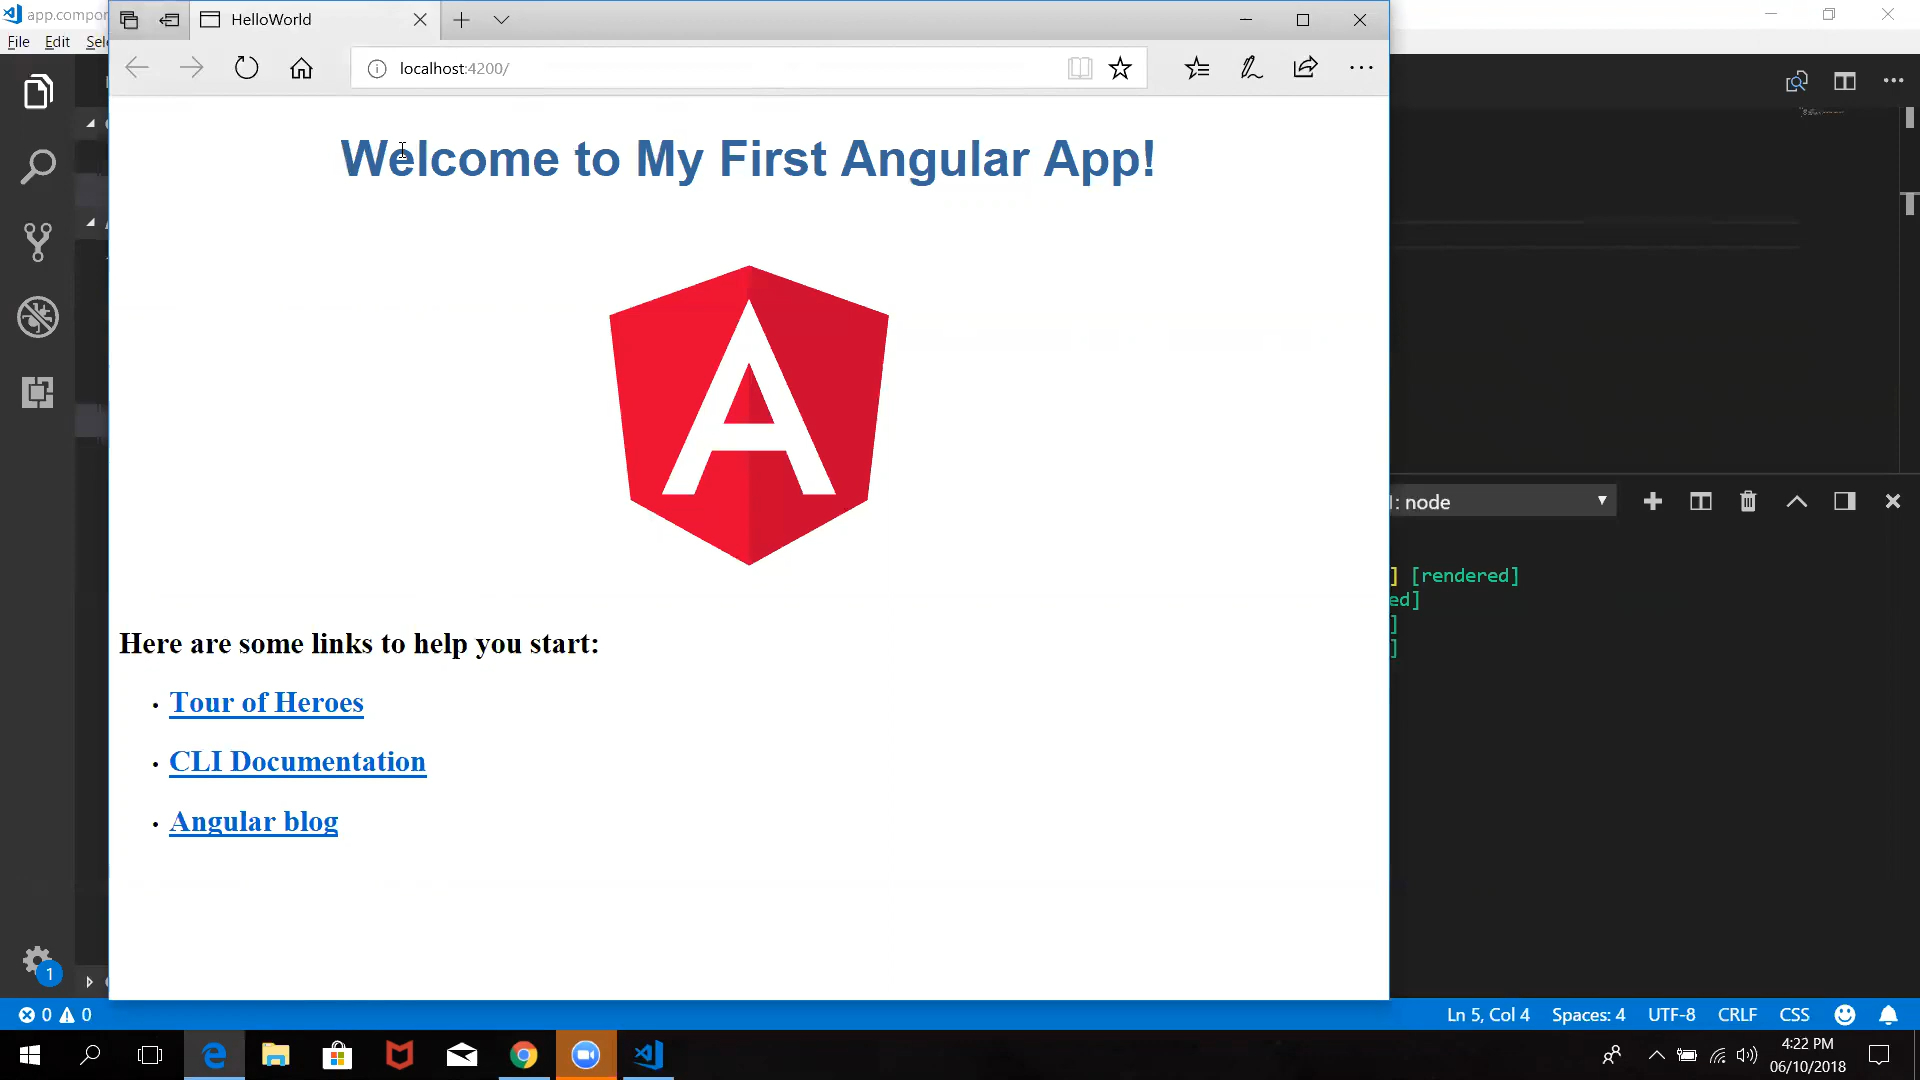 app.compor
HelloWorld
File Edit Sele
localhost:4200/
Welcome to My First Angular App!
A
1: node
] [rendered]
ed]
]
]
Here are some links to help you start:
• Tour of Heroes
• CLI Documentation
• Angular blog
1
0 0
Ln 5, Col 4 Spaces: 4 UTF-8 CRLF CSS
4:22 PM
06/10/2018